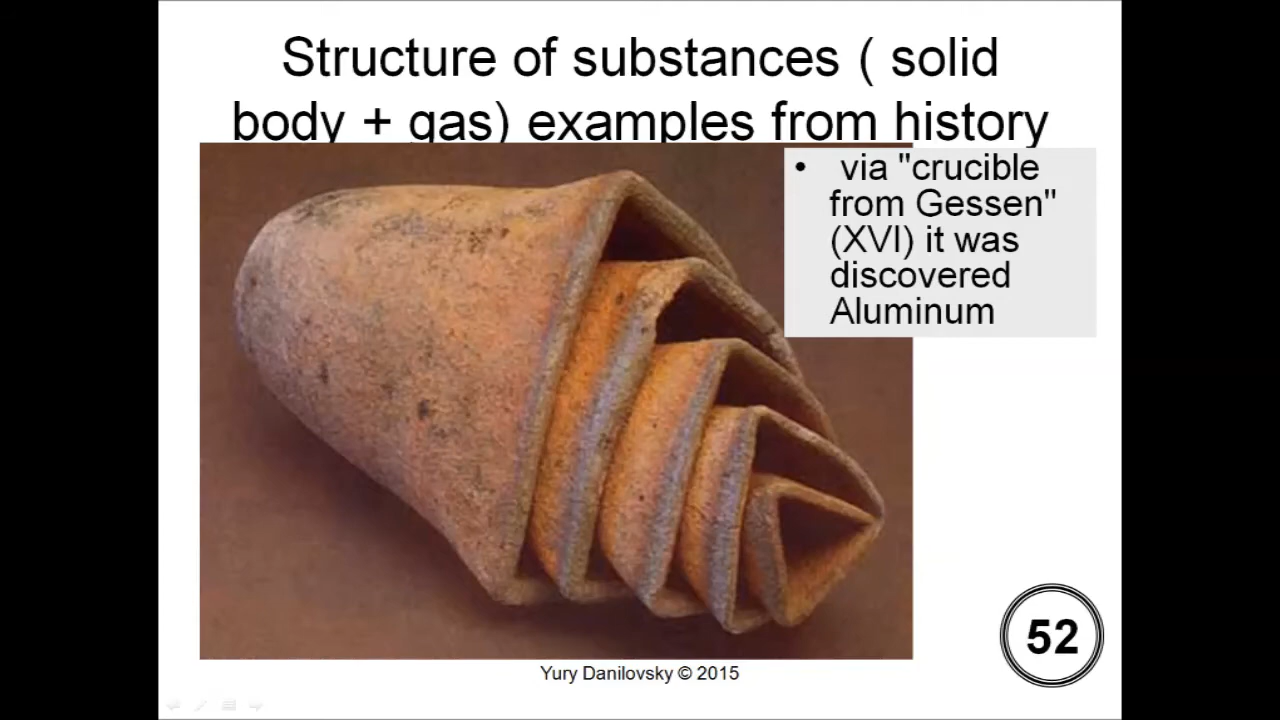 Structure of substances ( solid
body + gas) examples from history
• via "crucible
from Gessen"
(XVI) it was
discovered
Aluminum
52
Yury Danilovsky © 2015